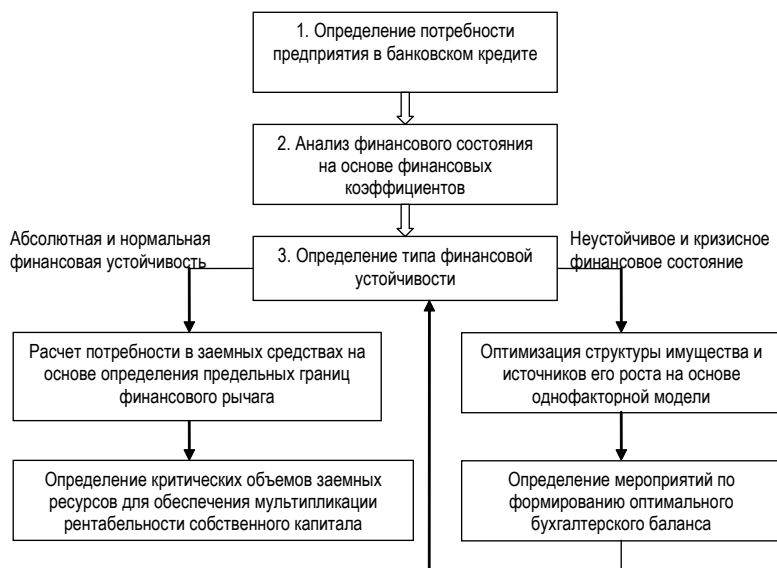 1. Определение потребности
предприятия в банковском кредите
2. Анализ финансового состояния
на основе финансовых
коэффициентов
Абсолютная и нормальная
финансовая устойчивость
3. Определение типа финансовой
устойчивости
Неустойчивое и кризисное
финансовое состояние
Расчет потребности в заемных средствах на
основе определения предельных границ
финансового рычага
Оптимизация структуры имущества и
источников его роста на основе
однофакторной модели
Определение критических объемов заемных
ресурсов для обеспечения мультипликации
рентабельности собственного капитала
Определение мероприятий по
формированию оптимального
бухгалтерского баланса